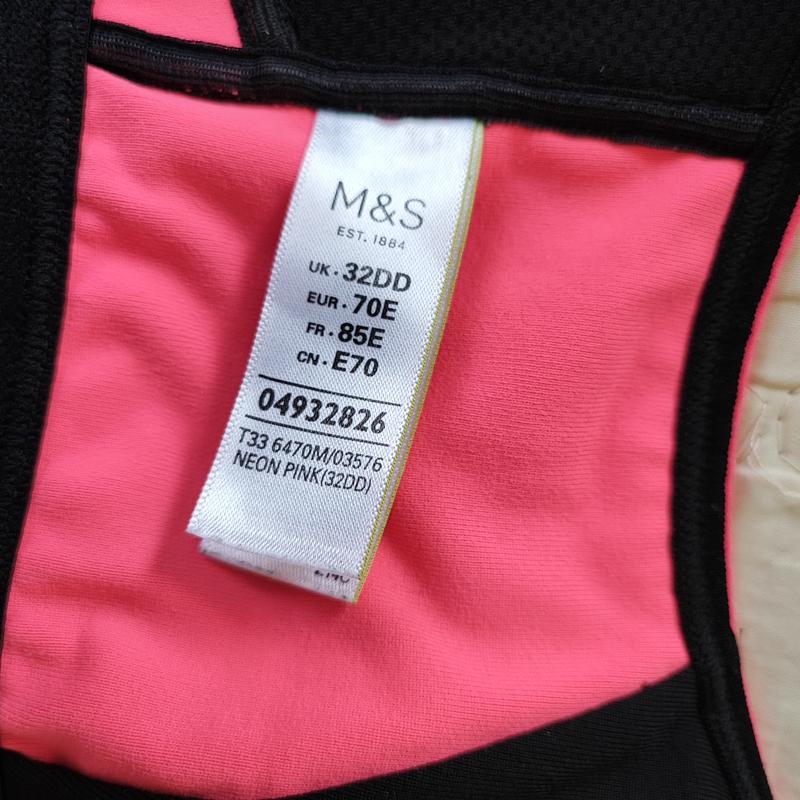 M&S
EST. 1884
UK · 32DD
EUR · 70E
FR · 85E
CN · E70
04932826
T33 6470M/03576
NEON PINK(32DD)